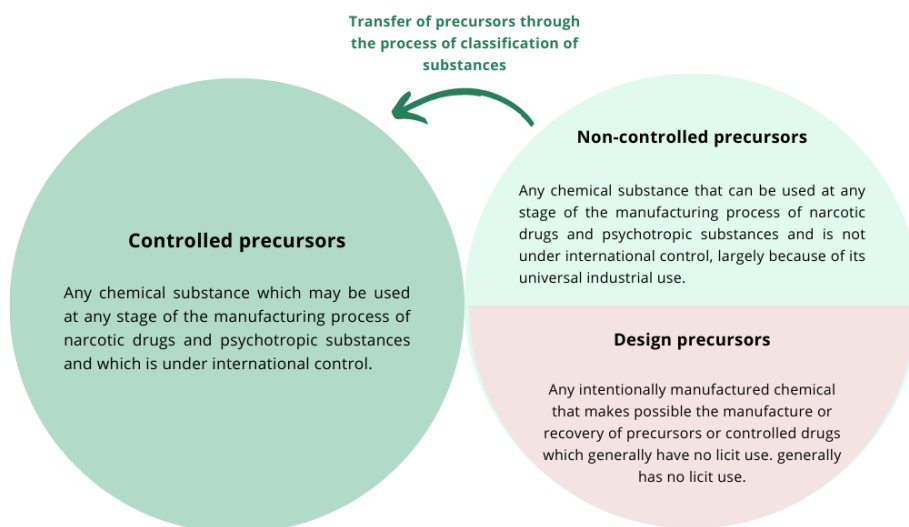 Transfer of precursors through
the process of classification of
substances
Controlled precursors
Any chemical substance which may be used
at any stage of the manufacturing process of
narcotic drugs and psychotropic substances
and which is under international control.
Non-controlled precursors
Any chemical substance that can be used at any
stage of the manufacturing process of narcotic
drugs and psychotropic substances and is not
under international control, largely because of its
universal industrial use.
Design precursors
Any intentionally manufactured chemical
that makes possible the manufacture or
recovery of precursors or controlled drugs
which generally have no licit use. generally
has no licit use.